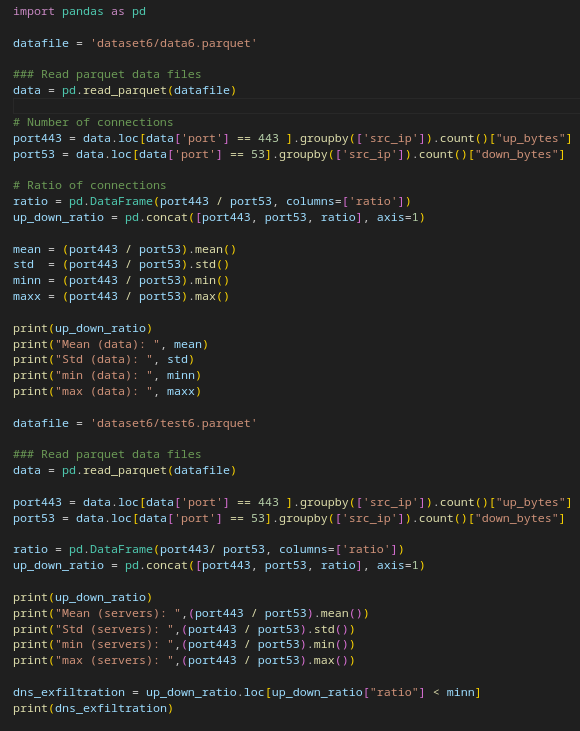 import pandas as pd
datafile = 'dataset6/data6.parquet'
### Read parquet data files
data = pd.read_parquet(datafile)
# Number of connections
port443 = data.loc[data['port'] == 443 ].groupby(['src_ip']).count()["up_bytes"]
port53 = data.loc[data['port'] == 53].groupby(['src_ip']).count()["down_bytes"]
# Ratio of connections
ratio = pd.DataFrame(port443 / port53, columns=['ratio'])
up_down_ratio = pd.concat([port443, port53, ratio], axis=1)
mean = (port443 / port53).mean()
std  = (port443 / port53).std()
minn = (port443 / port53).min()
maxx = (port443 / port53).max()
print(up_down_ratio)
print("Mean (data): ", mean)
print("Std (data): ", std)
print("min (data): ", minn)
print("max (data): ", maxx)
datafile = 'dataset6/test6.parquet'
### Read parquet data files
data = pd.read_parquet(datafile)
port443 = data.loc[data['port'] == 443 ].groupby(['src_ip']).count()["up_bytes"]
port53 = data.loc[data['port'] == 53].groupby(['src_ip']).count()["down_bytes"]
ratio = pd.DataFrame(port443/ port53, columns=['ratio'])
up_down_ratio = pd.concat([port443, port53, ratio], axis=1)
print(up_down_ratio)
print("Mean (servers): ",(port443 / port53).mean())
print("Std (servers): ",(port443 / port53).std())
print("min (servers): ",(port443 / port53).min())
print("max (servers): ",(port443 / port53).max())
dns_exfiltration = up_down_ratio.loc[up_down_ratio["ratio"] < minn]
print(dns_exfiltration)